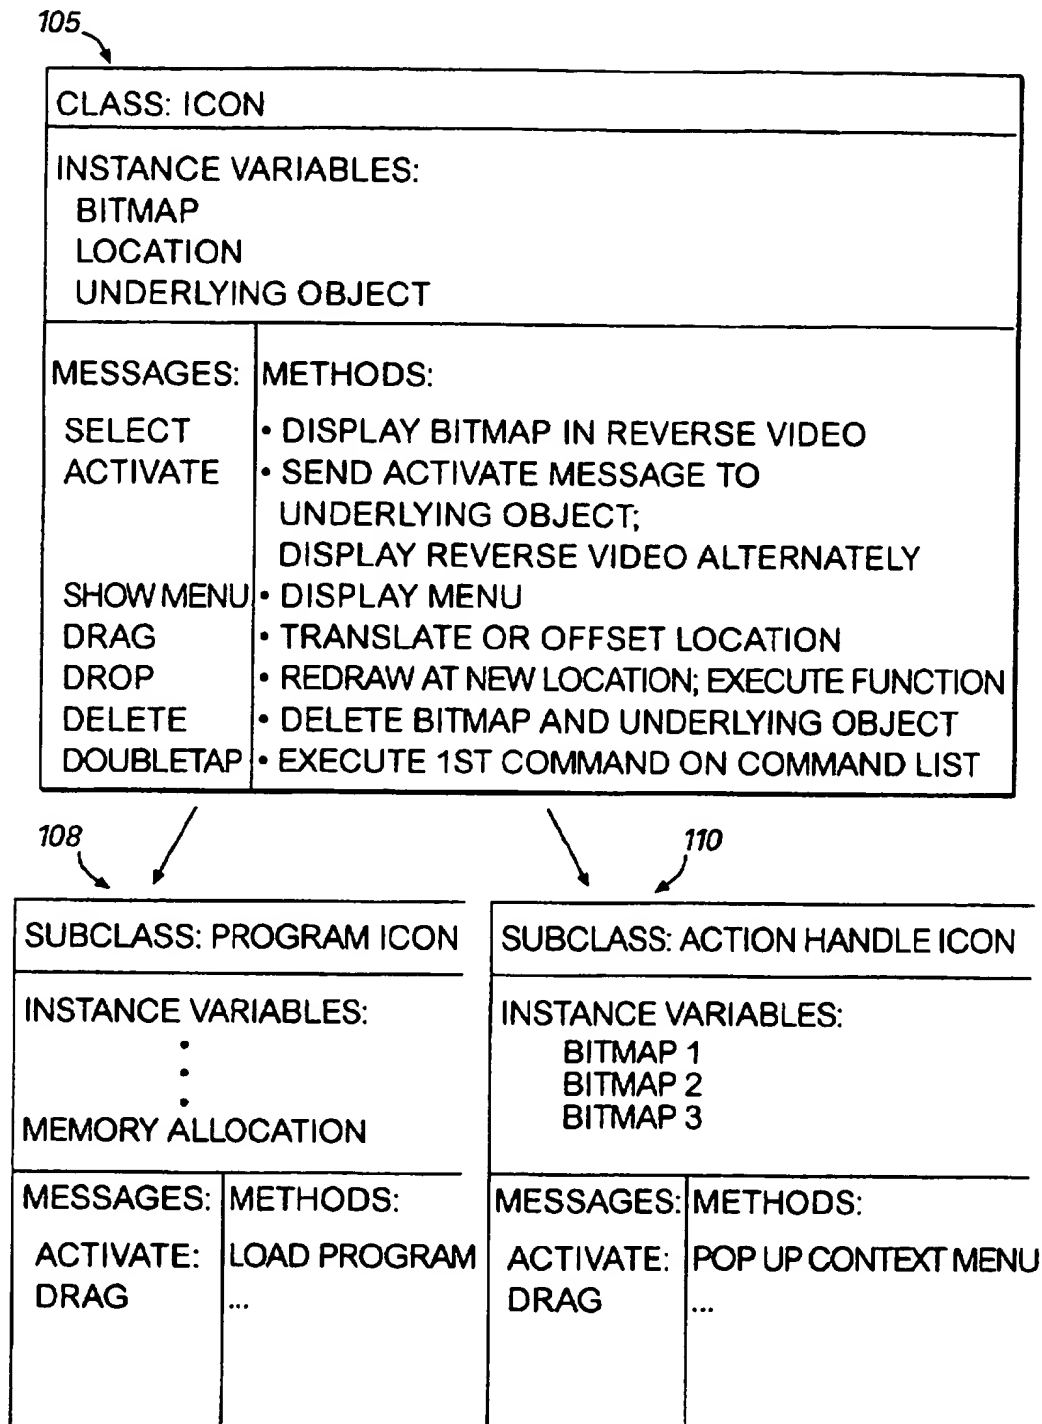 105
CLASS: ICON
INSTANCE VARIABLES:
BITMAP
LOCATION
UNDERLYING OBJECT
MESSAGES: METHODS:
SELECT • DISPLAY BITMAP IN REVERSE VIDEO
ACTIVATE • SEND ACTIVATE MESSAGE TO
UNDERLYING OBJECT;
DISPLAY REVERSE VIDEO ALTERNATELY
SHOW MENU • DISPLAY MENU
DRAG • TRANSLATE OR OFFSET LOCATION
DROP • REDRAW AT NEW LOCATION; EXECUTE FUNCTION
DELETE • DELETE BITMAP AND UNDERLYING OBJECT
DOUBLETAP • EXECUTE 1ST COMMAND ON COMMAND LIST
108
SUBCLASS: PROGRAM ICON
INSTANCE VARIABLES:
•
•
•
MEMORY ALLOCATION
MESSAGES: METHODS:
ACTIVATE: LOAD PROGRAM
DRAG ...
110
SUBCLASS: ACTION HANDLE ICON
INSTANCE VARIABLES:
BITMAP 1
BITMAP 2
BITMAP 3
MESSAGES: METHODS:
ACTIVATE: POP UP CONTEXT MENU
DRAG ...